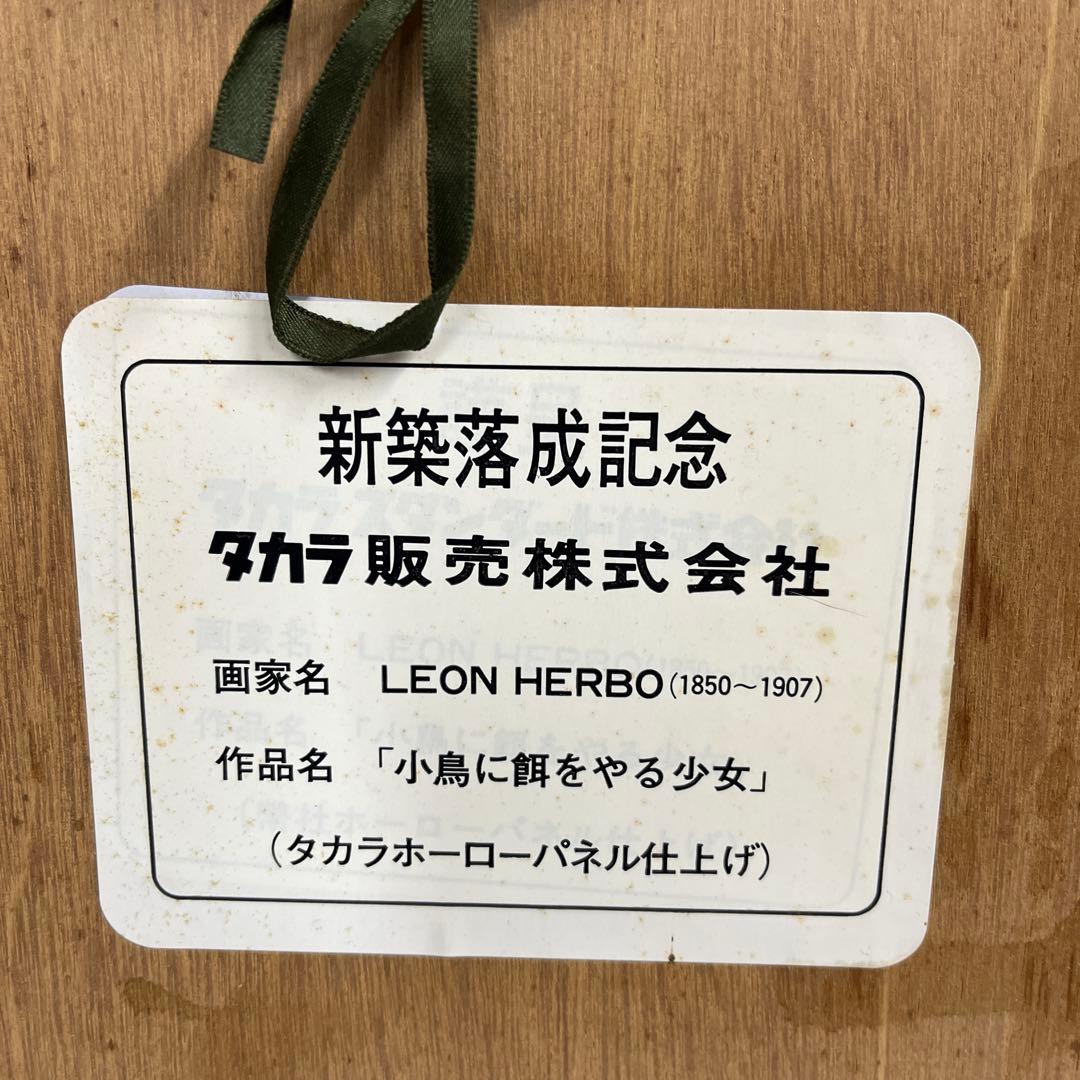 新築落成記念
タカラ販売株式会社
画家名 LEON HERBO(1850～1907)
作品名 「小鳥に餌をやる少女」
(タカラホーローパネル仕上げ)